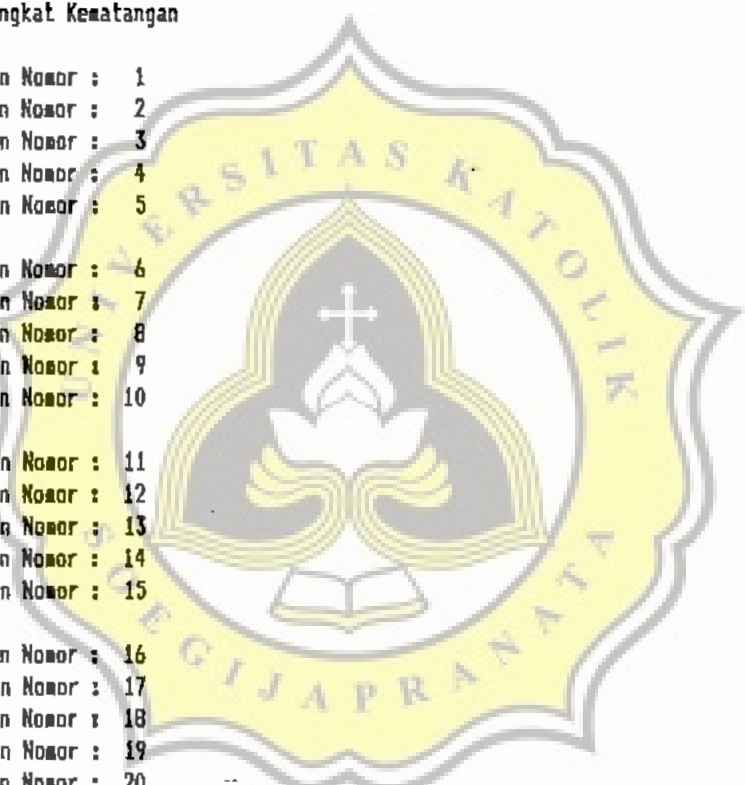 ngkat Kematangan
n Nomor : 1
n Nomor : 2
n Nomor : 3
n Nomor : 4
n Nomor : 5
n Nomor : 6
n Nomor : 7
n Nomor : 8
n Nomor : 9
n Nomor : 10
n Nomor : 11
n Nomor : 12
n Nomor : 13
n Nomor : 14
n Nomor : 15
n Nomor : 16
n Nomor : 17
n Nomor : 18
n Nomor : 19
n Nomor : 20
UNIVERSITAS KATOLIK
SOEGIJAPRANATA